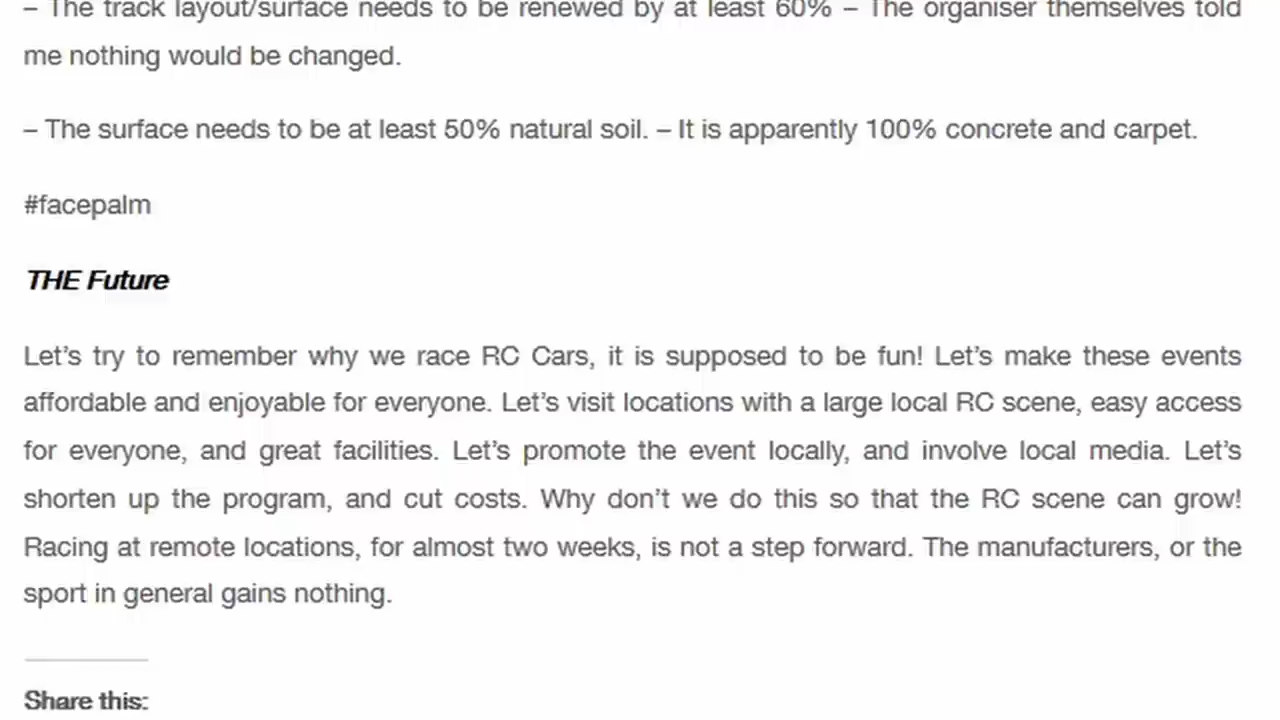 – The track layout/surface needs to be renewed by at least 60% – The organiser themselves told
me nothing would be changed.
– The surface needs to be at least 50% natural soil. – It is apparently 100% concrete and carpet.
#facepalm
THE Future
Let’s try to remember why we race RC Cars, it is supposed to be fun! Let’s make these events
affordable and enjoyable for everyone. Let’s visit locations with a large local RC scene, easy access
for everyone, and great facilities. Let’s promote the event locally, and involve local media. Let’s
shorten up the program, and cut costs. Why don’t we do this so that the RC scene can grow!
Racing at remote locations, for almost two weeks, is not a step forward. The manufacturers, or the
sport in general gains nothing.
Share this: